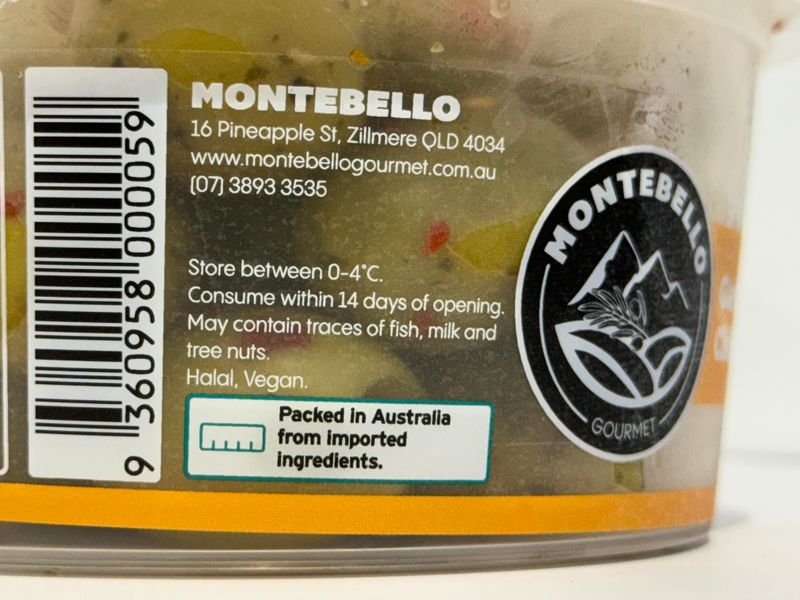 9 360958 000059
MONTEBELLO
16 Pineapple St, Zillmere QLD 4034
www.montebellogourmet.com.au
(07) 3893 3535
Store between 0-4°C.
Consume within 14 days of opening.
May contain traces of fish, milk and
tree nuts.
Halal, Vegan.
Packed in Australia
from imported
ingredients.
MONTEBELLO
GOURMET